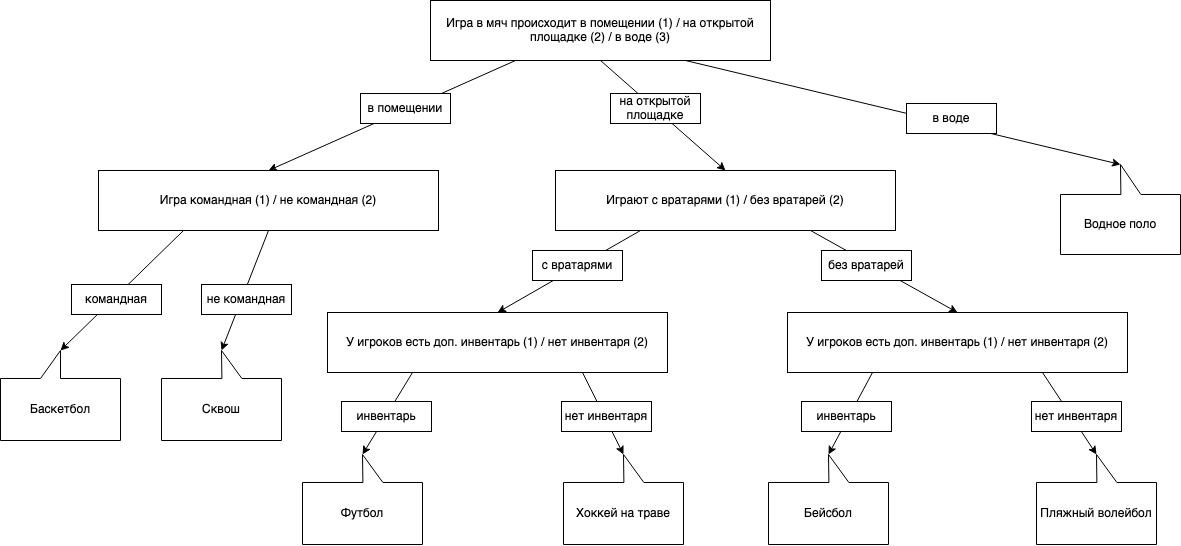 Игра в мяч происходит в помещении (1) / на открытой
площадке (2) / в воде (3)
в помещении
на открытой
площадке
в воде
Игра командная (1) / не командная (2)
Играют с вратарями (1) / без вратарей (2)
Водное поло
с вратарями
без вратарей
командная
не командная
У игроков есть доп. инвентарь (1) / нет инвентаря (2)
У игроков есть доп. инвентарь (1) / нет инвентаря (2)
Баскетбол
Сквош
инвентарь
нет инвентаря
инвентарь
нет инвентаря
Футбол
Хоккей на траве
Бейсбол
Пляжный волейбол